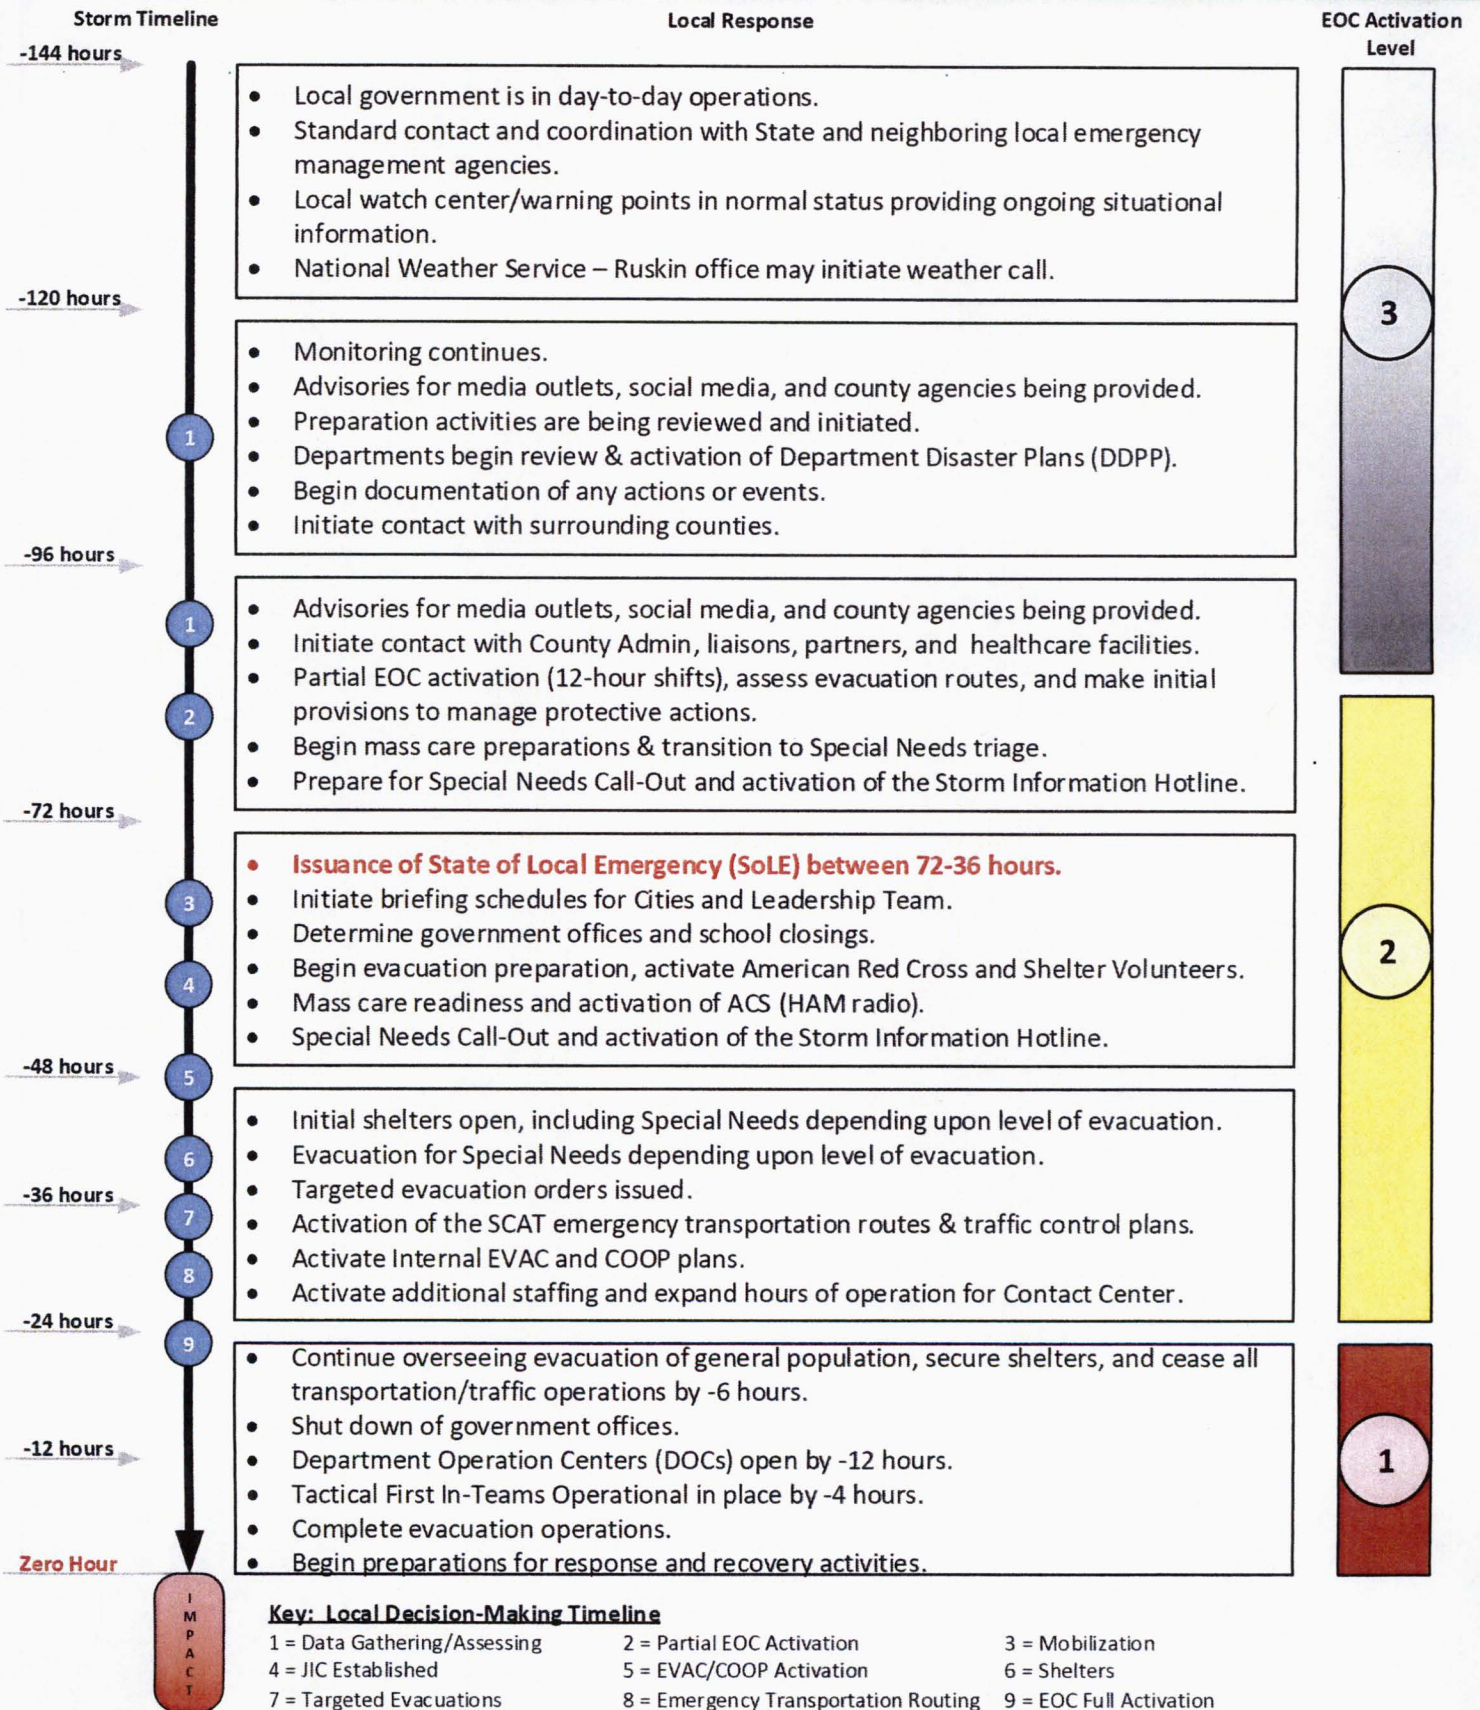 Storm Timeline
Local Response
EOC Activation
Level
-144 hours
• Local government is in day-to-day operations.
• Standard contact and coordination with State and neighboring local emergency
management agencies.
• Local watch center/warning points in normal status providing ongoing situational
information.
• National Weather Service – Ruskin office may initiate weather call.
-120 hours
3
• Monitoring continues.
• Advisories for media outlets, social media, and county agencies being provided.
• Preparation activities are being reviewed and initiated.
1
• Departments begin review & activation of Department Disaster Plans (DDPP).
• Begin documentation of any actions or events.
• Initiate contact with surrounding counties.
-96 hours
• Advisories for media outlets, social media, and county agencies being provided.
1
• Initiate contact with County Admin, liaisons, partners, and healthcare facilities.
• Partial EOC activation (12-hour shifts), assess evacuation routes, and make initial
provisions to manage protective actions.
2
• Begin mass care preparations & transition to Special Needs triage.
• Prepare for Special Needs Call-Out and activation of the Storm Information Hotline.
-72 hours
• Issuance of State of Local Emergency (SoLE) between 72-36 hours.
• Initiate briefing schedules for Cities and Leadership Team.
3
• Determine government offices and school closings.
2
• Begin evacuation preparation, activate American Red Cross and Shelter Volunteers.
4
• Mass care readiness and activation of ACS (HAM radio).
• Special Needs Call-Out and activation of the Storm Information Hotline.
-48 hours
5
• Initial shelters open, including Special Needs depending upon level of evacuation.
• Evacuation for Special Needs depending upon level of evacuation.
6
• Targeted evacuation orders issued.
-36 hours
7
• Activation of the SCAT emergency transportation routes & traffic control plans.
• Activate Internal EVAC and COOP plans.
8
• Activate additional staffing and expand hours of operation for Contact Center.
-24 hours
9
• Continue overseeing evacuation of general population, secure shelters, and cease all
transportation/traffic operations by -6 hours.
• Shut down of government offices.
-12 hours
• Department Operation Centers (DOCs) open by -12 hours.
1
• Tactical First In-Teams Operational in place by -4 hours.
• Complete evacuation operations.
• Begin preparations for response and recovery activities.
Zero Hour
IMPACT
Key: Local Decision-Making Timeline
1 = Data Gathering/Assessing 2 = Partial EOC Activation 3 = Mobilization
4 = JIC Established 5 = EVAC/COOP Activation 6 = Shelters
7 = Targeted Evacuations 8 = Emergency Transportation Routing 9 = EOC Full Activation